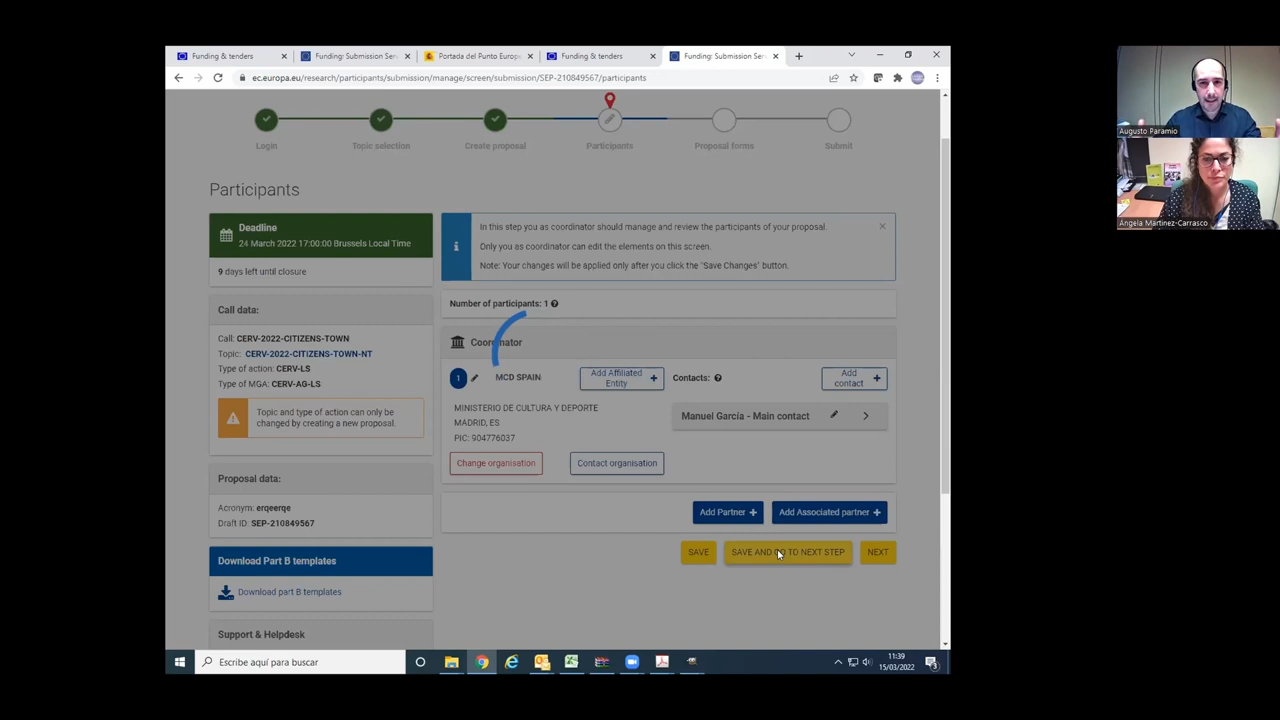 Funding & tenders
Funding: Submission Ser
Portada del Punto Europe
Funding & tenders
Funding: Submission Ser
ec.europa.eu/research/participants/submission/manage/screen/submission/SEP-210849567/participants
Login
Topic selection
Create proposal
Participants
Proposal forms
Submit
Participants
Deadline
24 March 2022 17:00:00 Brussels Local Time
9 days left until closure
Call data:
Call: CERV-2022-CITIZENS-TOWN
Topic: CERV-2022-CITIZENS-TOWN-NT
Type of action: CERV-LS
Type of MGA: CERV-AG-LS
Topic and type of action can only be
changed by creating a new proposal.
Proposal data:
Acronym: erqeerqe
Draft ID: SEP-210849567
Download Part B templates
Download part B templates
Support & Helpdesk
In this step you as coordinator should manage and review the participants of your proposal.
Only you as coordinator can edit the elements on this screen.
Note: Your changes will be applied only after you click the "Save Changes" button.
Number of participants: 1
Coordinator
1
MCD SPAIN
Add Affiliated
Entity
Contacts:
Add
contact
MINISTERIO DE CULTURA Y DEPORTE
MADRID, ES
PIC: 904776037
Manuel García - Main contact
Change organisation
Contact organisation
Add Partner
Add Associated partner
SAVE
SAVE AND GO TO NEXT STEP
NEXT
Escribe aquí para buscar
11:39
15/03/2022
3
Augusto Paramio
Angela Martinez-Carrasco